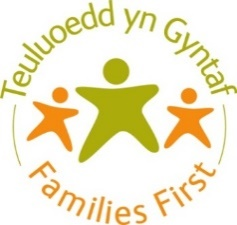 Teuluoedd yn Gyntaf
Families First